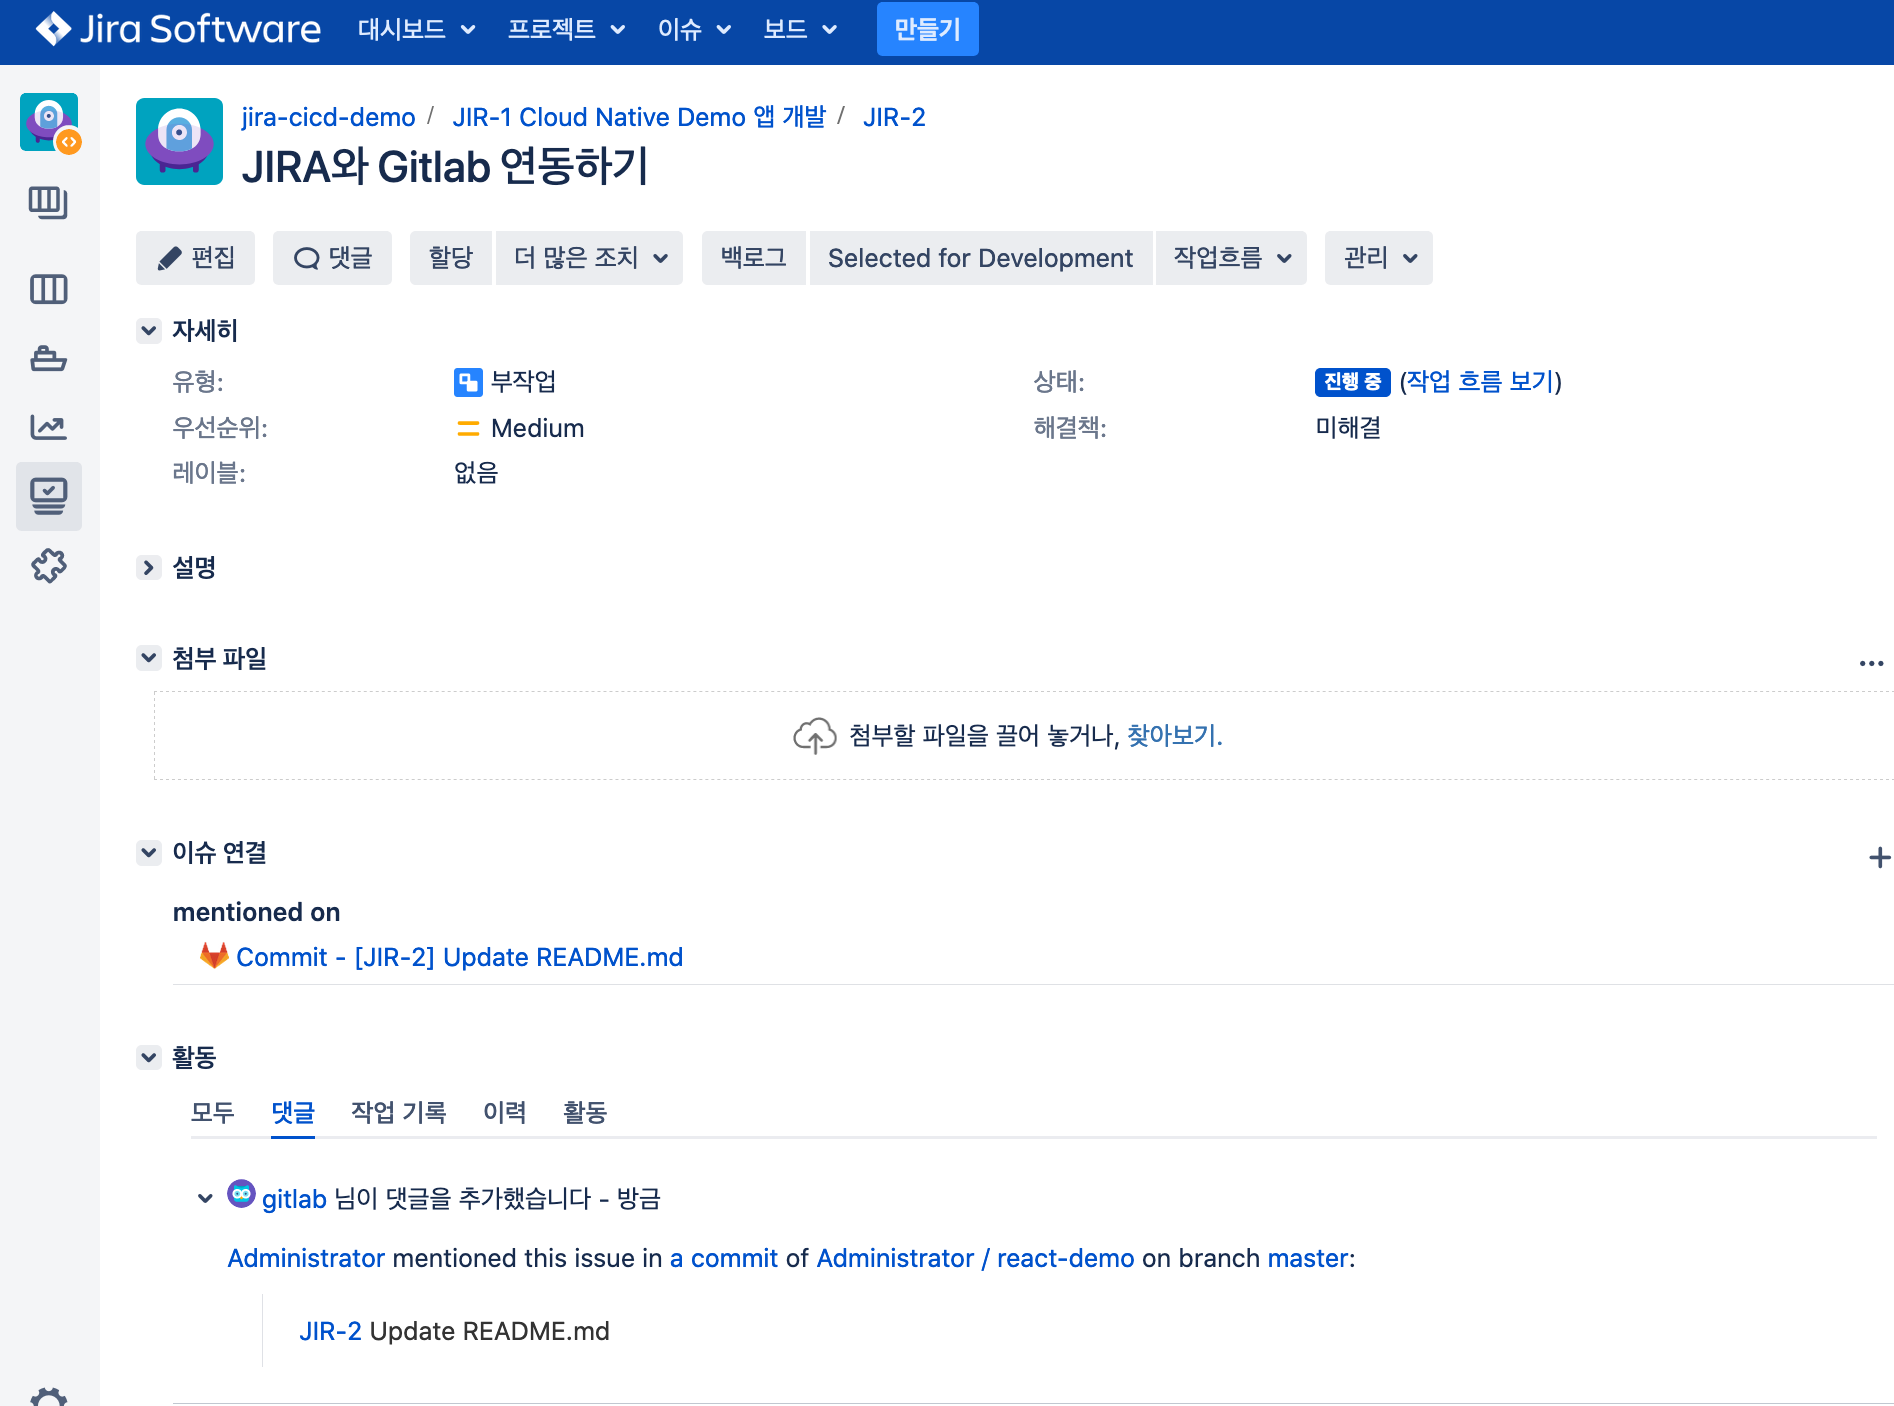 Jira Software 대시보드 프로젝트 이슈 보드 만들기
jira-cicd-demo / JIR-1 Cloud Native Demo 앱 개발 / JIR-2
JIRA와 Gitlab 연동하기
편집 댓글 할당 더 많은 조치 백로그 Selected for Development 작업흐름 관리
자세히
유형: 부작업 상태: 진행 중 (작업 흐름 보기)
우선순위: Medium 해결책: 미해결
레이블: 없음
설명
첨부 파일
첨부할 파일을 끌어 놓거나, 찾아보기.
이슈 연결
mentioned on
Commit - [JIR-2] Update README.md
활동
모두 댓글 작업 기록 이력 활동
gitlab 님이 댓글을 추가했습니다 - 방금
Administrator mentioned this issue in a commit of Administrator / react-demo on branch master:
JIR-2 Update README.md